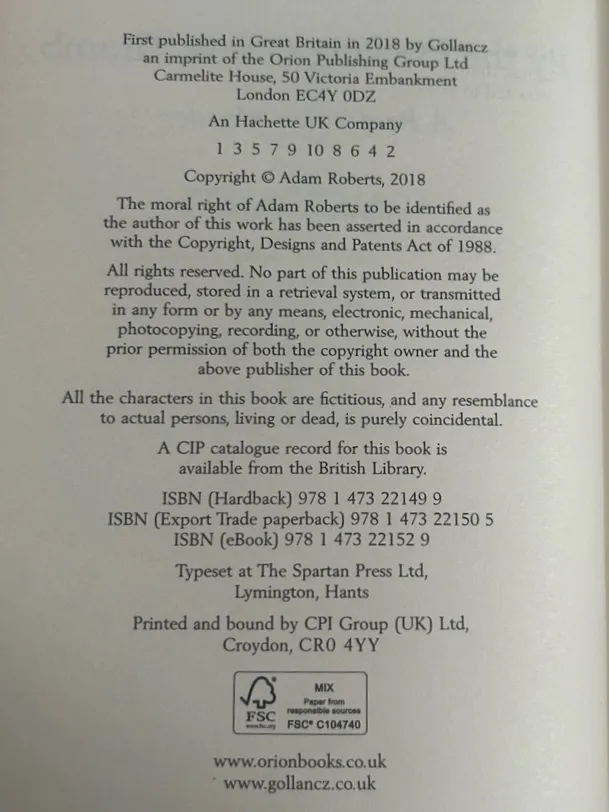 First published in Great Britain in 2018 by Gollancz
an imprint of the Orion Publishing Group Ltd
Carmelite House, 50 Victoria Embankment
London EC4Y 0DZ
An Hachette UK Company
1 3 5 7 9 10 8 6 4 2
Copyright © Adam Roberts, 2018
The moral right of Adam Roberts to be identified as
the author of this work has been asserted in accordance
with the Copyright, Designs and Patents Act of 1988.
All rights reserved. No part of this publication may be
reproduced, stored in a retrieval system, or transmitted
in any form or by any means, electronic, mechanical,
photocopying, recording, or otherwise, without the
prior permission of both the copyright owner and the
above publisher of this book.
All the characters in this book are fictitious, and any resemblance
to actual persons, living or dead, is purely coincidental.
A CIP catalogue record for this book is
available from the British Library.
ISBN (Hardback) 978 1 473 22149 9
ISBN (Export Trade paperback) 978 1 473 22150 5
ISBN (eBook) 978 1 473 22152 9
Typeset at The Spartan Press Ltd,
Lymington, Hants
Printed and bound by CPI Group (UK) Ltd,
Croydon, CR0 4YY
FSC
www.fsc.org
MIX
Paper from
responsible sources
FSC® C104740
www.orionbooks.co.uk
www.gollancz.co.uk